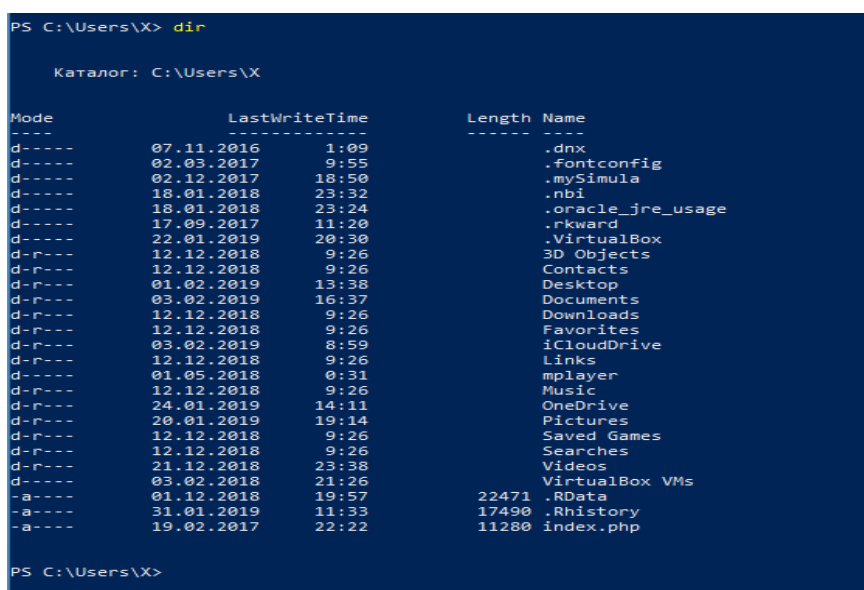 PS C:\Users\X> dir
Каталог: C:\Users\X
Mode LastWriteTime Length Name
---- ------------- ------ ----
d----- 07.11.2016 1:09 .dnx
d----- 02.03.2017 9:55 .fontconfig
d----- 02.12.2017 18:50 .mySimula
d----- 18.01.2018 23:32 .nbi
d----- 18.01.2018 23:24 .oracle_jre_usage
d----- 17.09.2017 11:20 .rkward
d----- 22.01.2019 20:30 .VirtualBox
d-r--- 12.12.2018 9:26 3D Objects
d-r--- 12.12.2018 9:26 Contacts
d-r--- 01.02.2019 13:38 Desktop
d-r--- 03.02.2019 16:37 Documents
d-r--- 12.12.2018 9:26 Downloads
d-r--- 12.12.2018 9:26 Favorites
d-r--- 03.02.2019 8:59 iCloudDrive
d-r--- 12.12.2018 9:26 Links
d----- 01.05.2018 0:31 mplayer
d-r--- 12.12.2018 9:26 Music
d-r--- 24.01.2019 14:11 OneDrive
d-r--- 20.01.2019 19:14 Pictures
d-r--- 12.12.2018 9:26 Saved Games
d-r--- 12.12.2018 9:26 Searches
d-r--- 21.12.2018 23:38 Videos
d----- 03.02.2018 21:26 VirtualBox VMs
-a---- 01.12.2018 19:57 22471 .RData
-a---- 31.01.2019 11:33 17490 .Rhistory
-a---- 19.02.2017 22:22 11280 index.php
PS C:\Users\X>